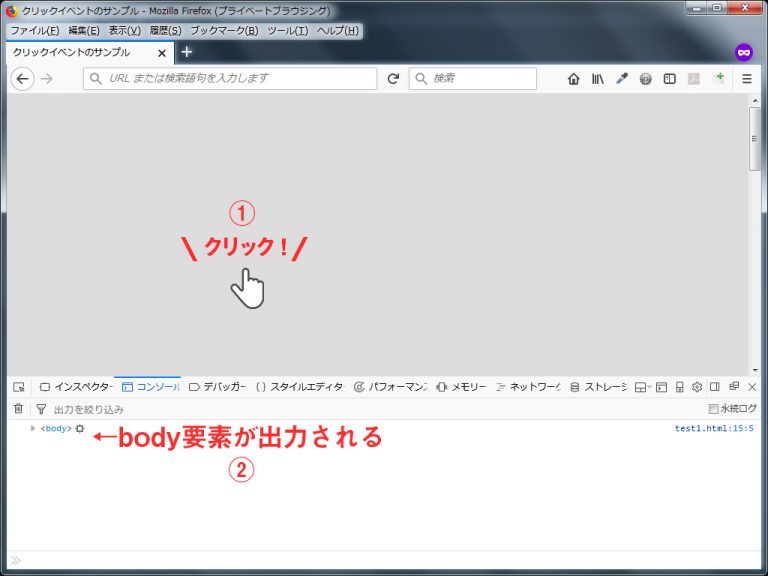 クリックイベントのサンプル - Mozilla Firefox (プライベートブラウジング)
ファイル(F) 編集(E) 表示(V) 履歴(S) ブックマーク(B) ツール(T) ヘルプ(H)
クリックイベントのサンプル
URL または検索語句を入力します 検索
①
\ クリック！/
インスペクター コンソール デバッガー {} スタイルエディター パフォーマンス メモリー ネットワーク ストレージ
出力を絞り込み 永続ログ
<body> ←body要素が出力される test1.html:15:5
②